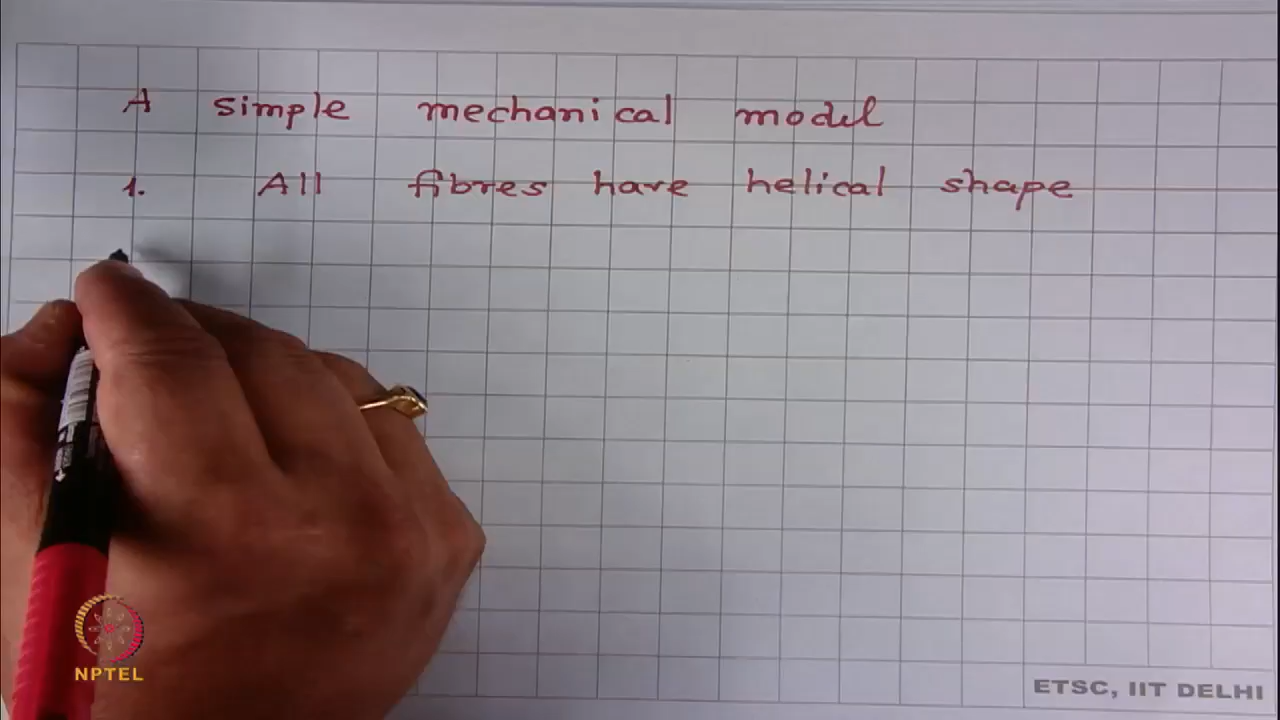 A simple mechanical model
1. All fibres have helical shape
NPTEL
ETSC, IIT DELHI